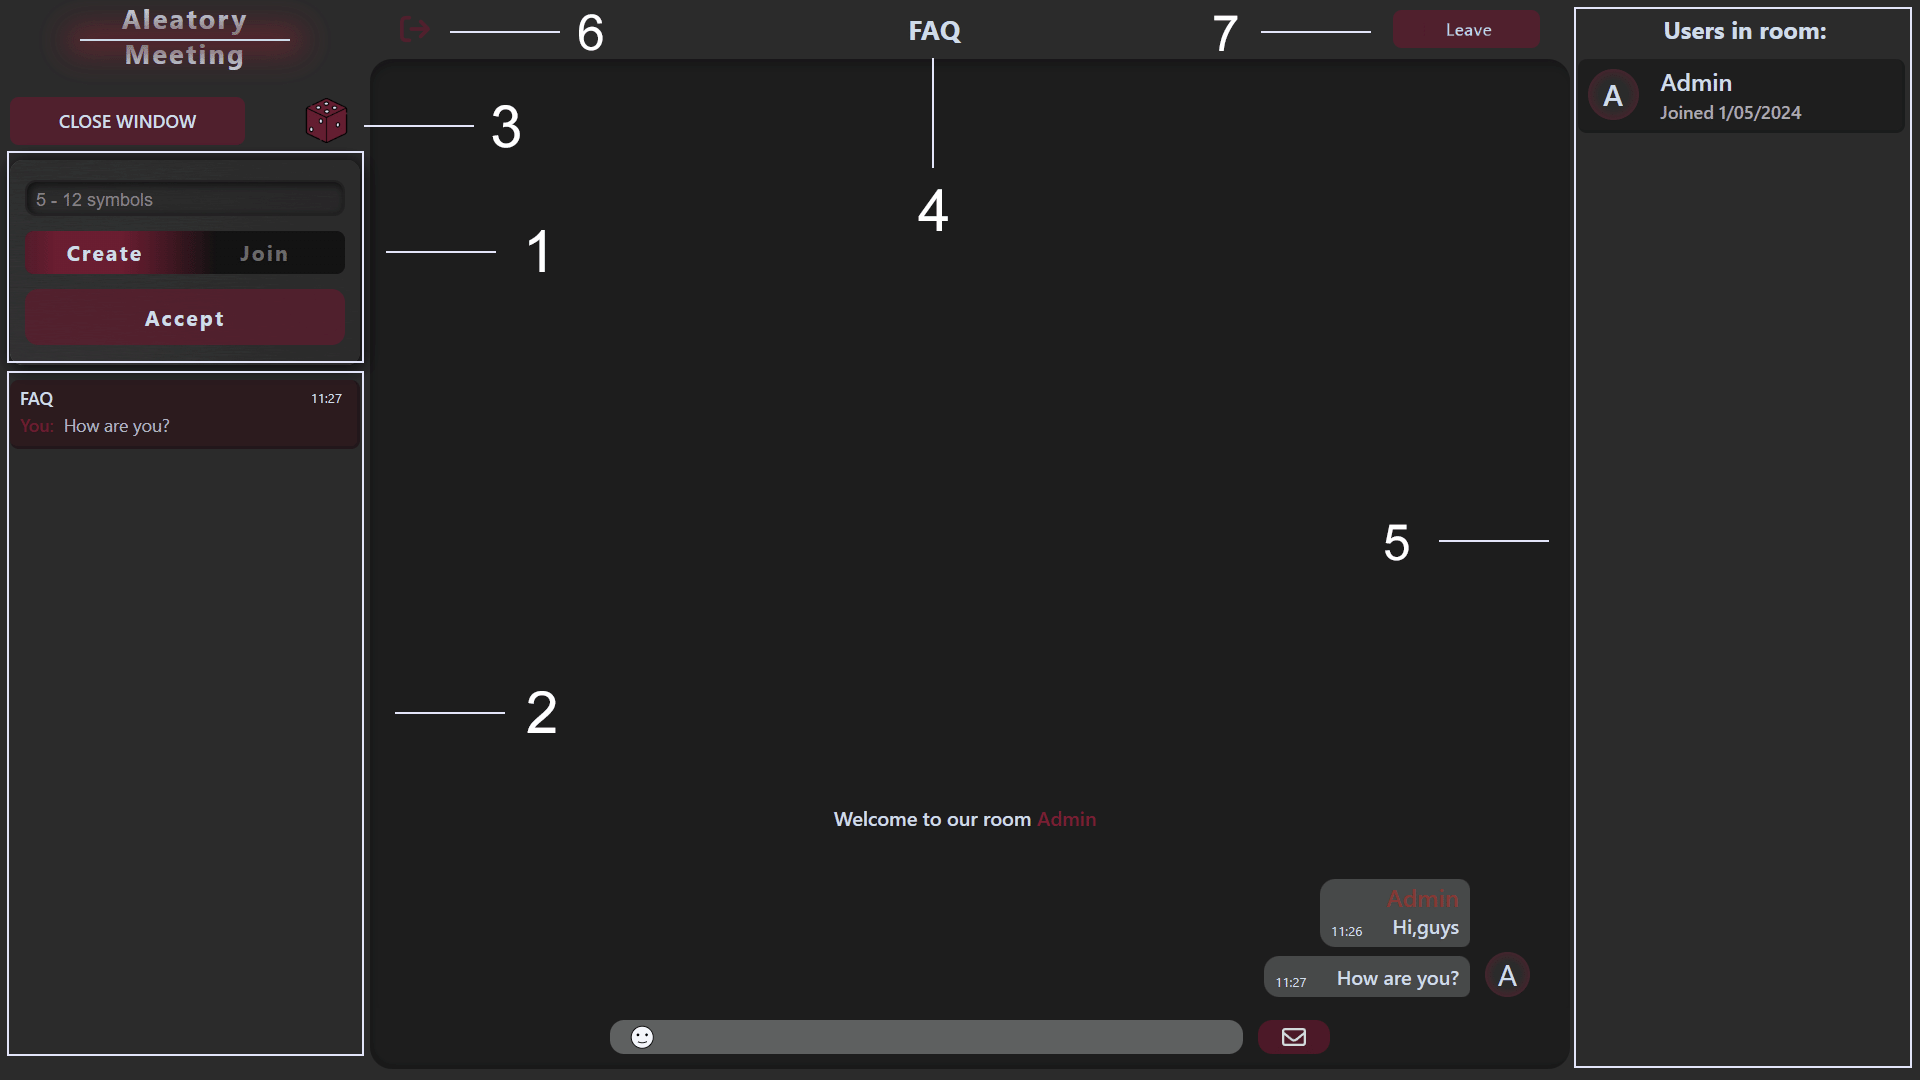 Aleatory
Meeting
6
FAQ
7
Leave
Users in room:
A
Admin
Joined 1/05/2024
CLOSE WINDOW
3
5 - 12 symbols
Create Join
Accept
1
4
FAQ 11:27
You: How are you?
5
2
Welcome to our room Admin
Admin
11:26 Hi,guys
11:27 How are you?
A